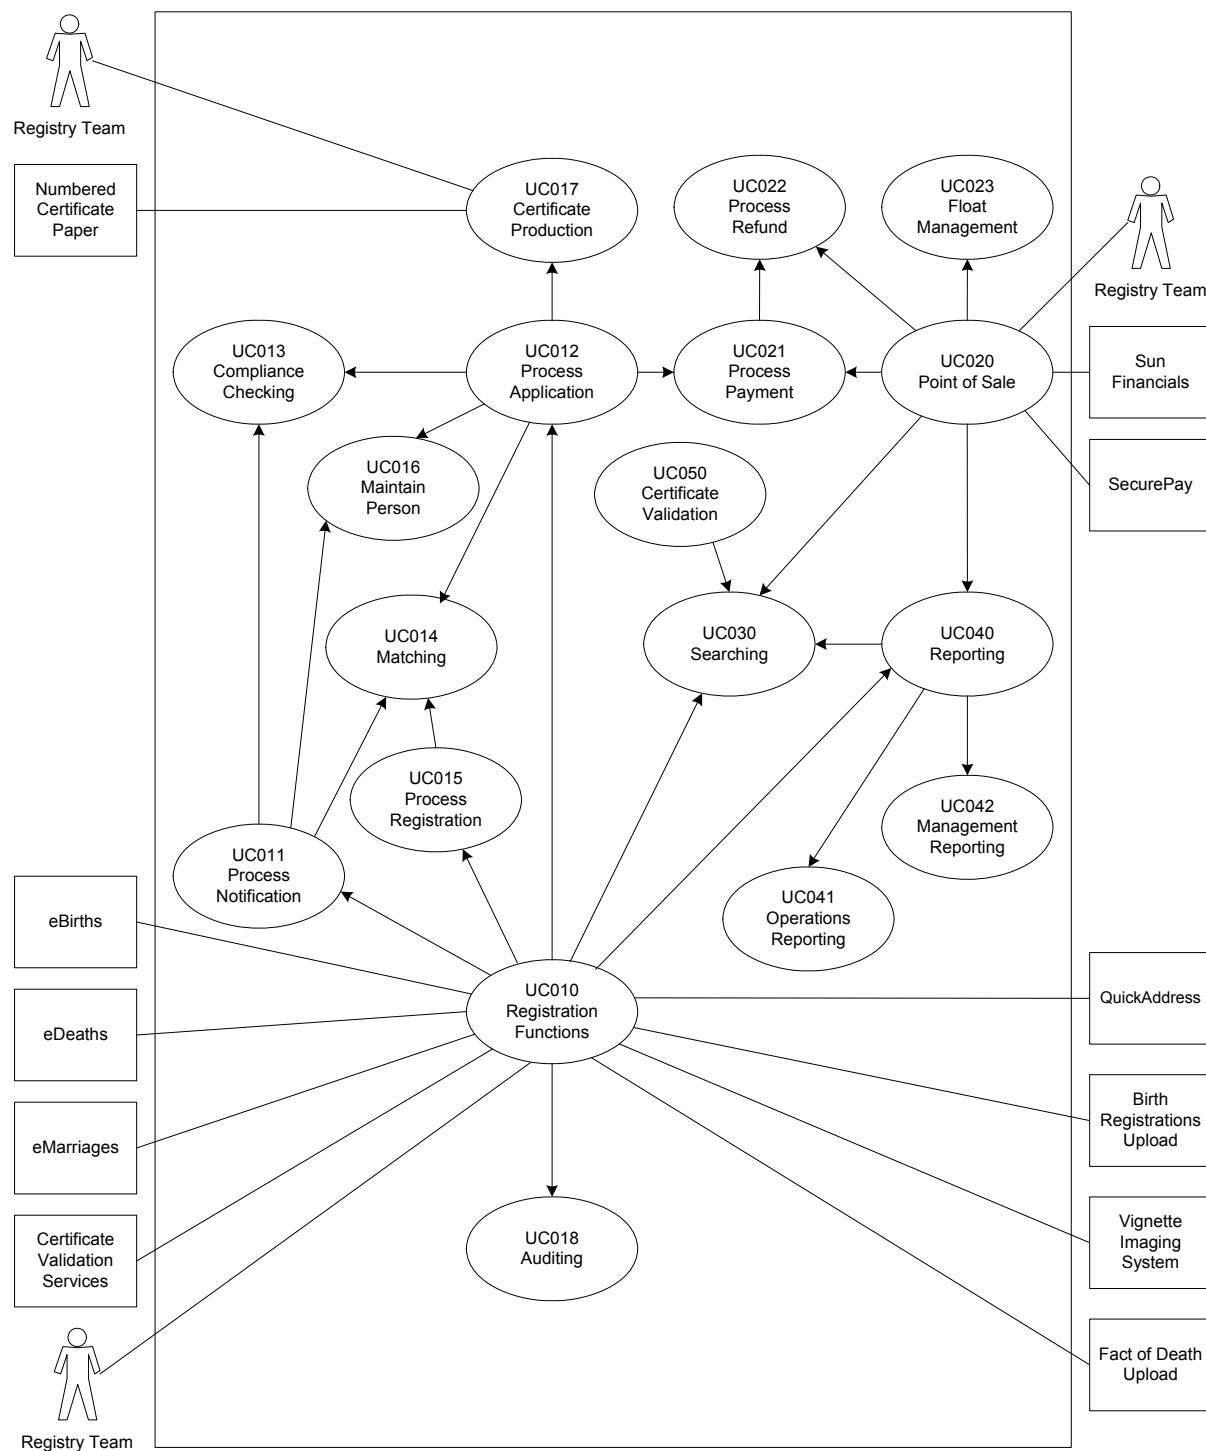 Registry Team
Numbered
Certificate
Paper
UC017
Certificate
Production
UC022
Process
Refund
UC023
Float
Management
Registry Team
UC013
Compliance
Checking
UC012
Process
Application
UC021
Process
Payment
UC020
Point of Sale
Sun
Financials
UC016
Maintain
Person
UC050
Certificate
Validation
SecurePay
UC014
Matching
UC030
Searching
UC040
Reporting
UC015
Process
Registration
UC042
Management
Reporting
UC011
Process
Notification
UC041
Operations
Reporting
eBirths
UC010
Registration
Functions
QuickAddress
eDeaths
Birth
Registrations
Upload
eMarriages
Vignette
Imaging
System
Certificate
Validation
Services
UC018
Auditing
Fact of Death
Upload
Registry Team